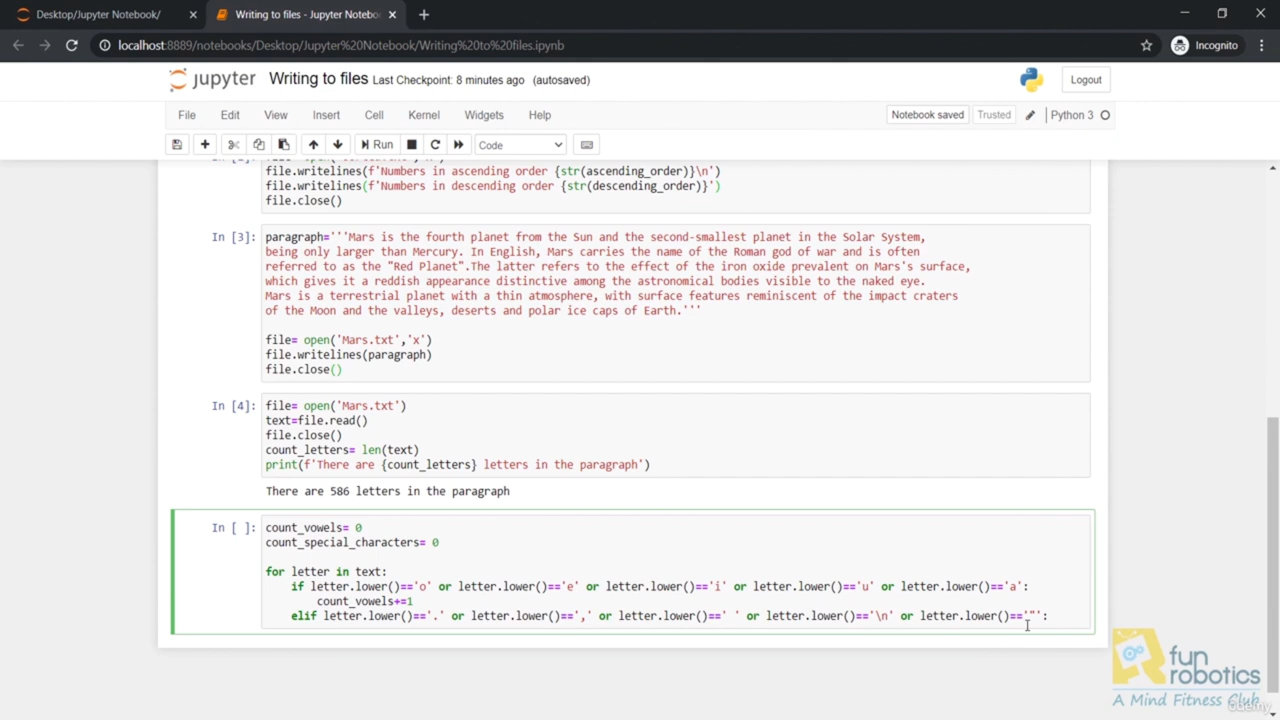 Desktop/Jupyter Notebook/
Writing to files - Jupyter Noteboo
localhost:8889/notebooks/Desktop/Jupyter%20Notebook/Writing%20to%20files.ipynb
Incognito
jupyter Writing to files Last Checkpoint: 8 minutes ago (autosaved)
Logout
File Edit View Insert Cell Kernel Widgets Help
Notebook saved Trusted Python 3
Run Code
file.writelines(f'Numbers in ascending order {str(ascending_order)}\n')
file.writelines(f'Numbers in descending order {str(descending_order)}')
file.close()
In [3]: paragraph='''Mars is the fourth planet from the Sun and the second-smallest planet in the Solar System,
being only larger than Mercury. In English, Mars carries the name of the Roman god of war and is often
referred to as the "Red Planet".The latter refers to the effect of the iron oxide prevalent on Mars's surface,
which gives it a reddish appearance distinctive among the astronomical bodies visible to the naked eye.
Mars is a terrestrial planet with a thin atmosphere, with surface features reminiscent of the impact craters
of the Moon and the valleys, deserts and polar ice caps of Earth.'''
file= open('Mars.txt','x')
file.writelines(paragraph)
file.close()
In [4]: file= open('Mars.txt')
text=file.read()
file.close()
count_letters= len(text)
print(f'There are {count_letters} letters in the paragraph')
There are 586 letters in the paragraph
In [ ]: count_vowels= 0
count_special_characters= 0
for letter in text:
if letter.lower()=='o' or letter.lower()=='e' or letter.lower()=='i' or letter.lower()=='u' or letter.lower()=='a':
count_vowels+=1
elif letter.lower()=='.' or letter.lower()==',' or letter.lower()==' ' or letter.lower()=='\n' or letter.lower()=='"':
fun
robotics
A Mind Fitness Club
udemy